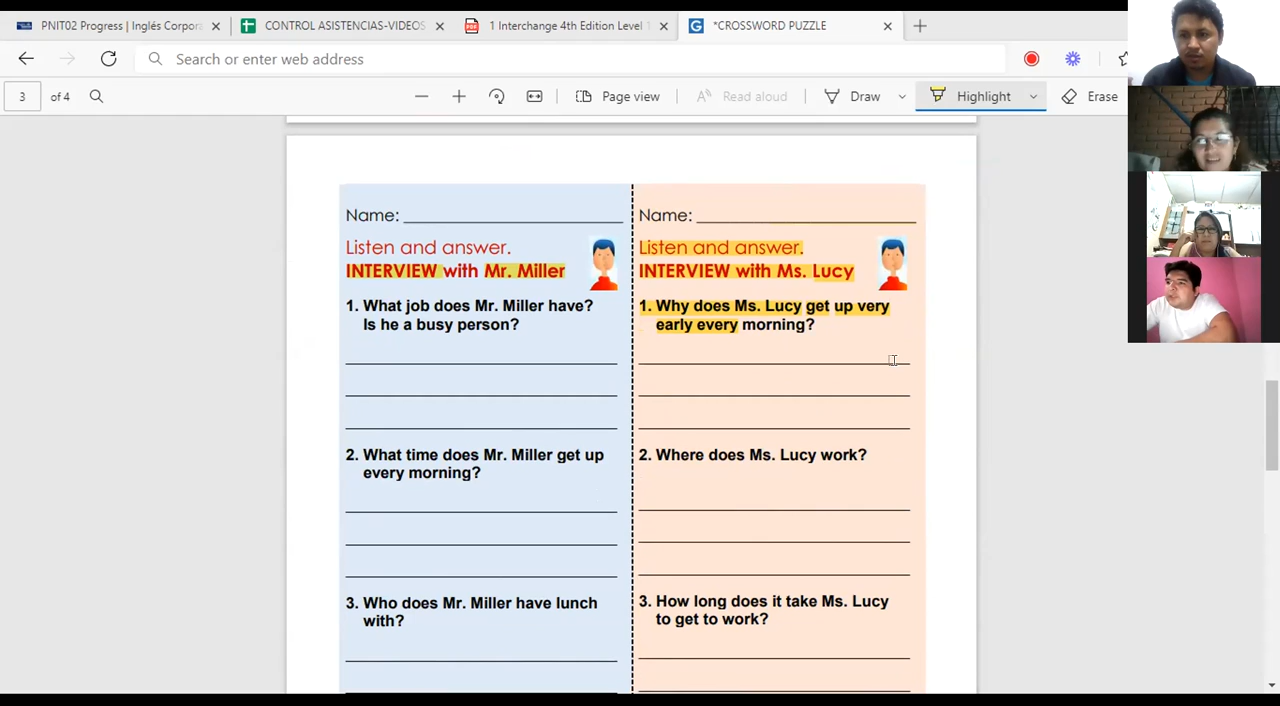 PNIT02 Progress | Inglés Corpora
CONTROL ASISTENCIAS-VIDEOS
1 Interchange 4th Edition Level 1
*CROSSWORD PUZZLE
Search or enter web address
3 of 4
Page view
Read aloud
Draw
Highlight
Erase
Name:
Listen and answer.
INTERVIEW with Mr. Miller
1. What job does Mr. Miller have?
Is he a busy person?
2. What time does Mr. Miller get up
every morning?
3. Who does Mr. Miller have lunch
with?
Name:
Listen and answer.
INTERVIEW with Ms. Lucy
1. Why does Ms. Lucy get up very
early every morning?
2. Where does Ms. Lucy work?
3. How long does it take Ms. Lucy
to get to work?